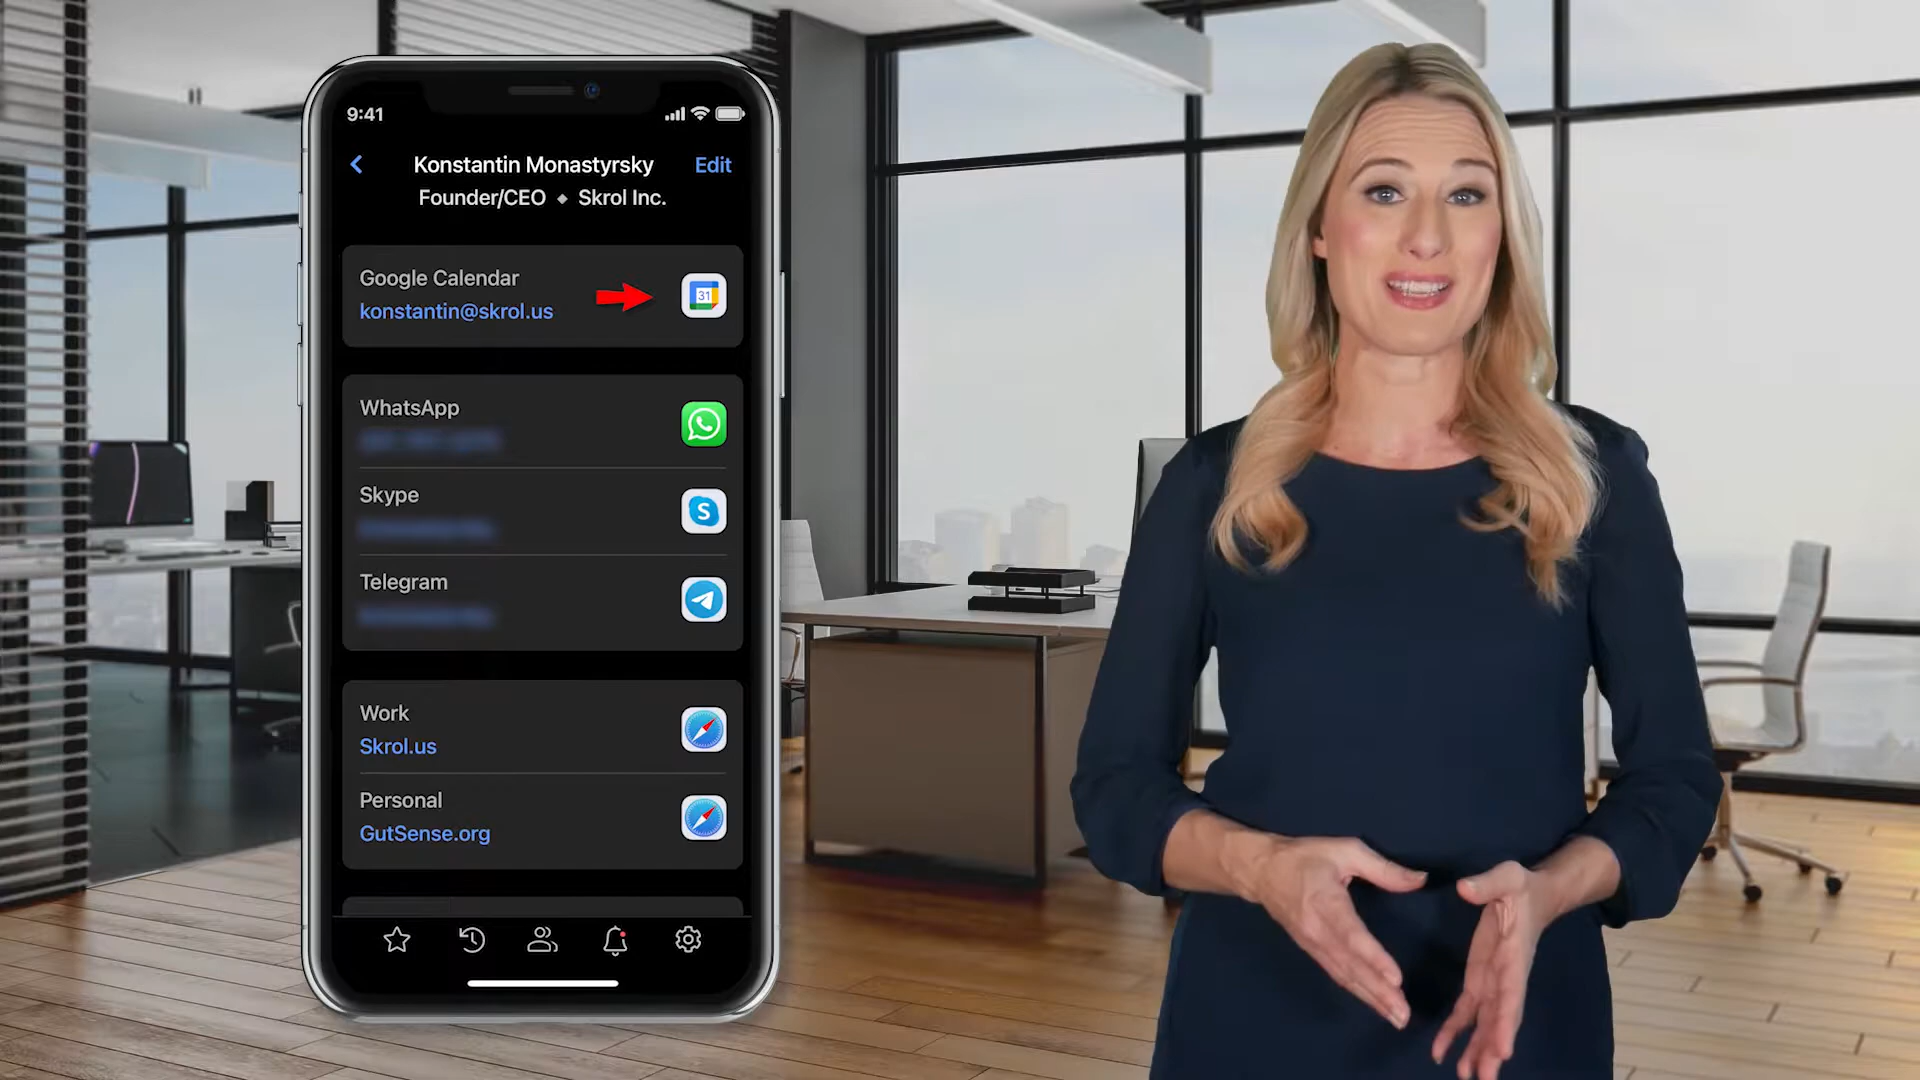 9:41
Konstantin Monastyrsky
Edit
Founder/CEO ◆ Skrol Inc.
Google Calendar
konstantin@skrol.us
31
WhatsApp
Skype
S
Telegram
Work
Skrol.us
Personal
GutSense.org